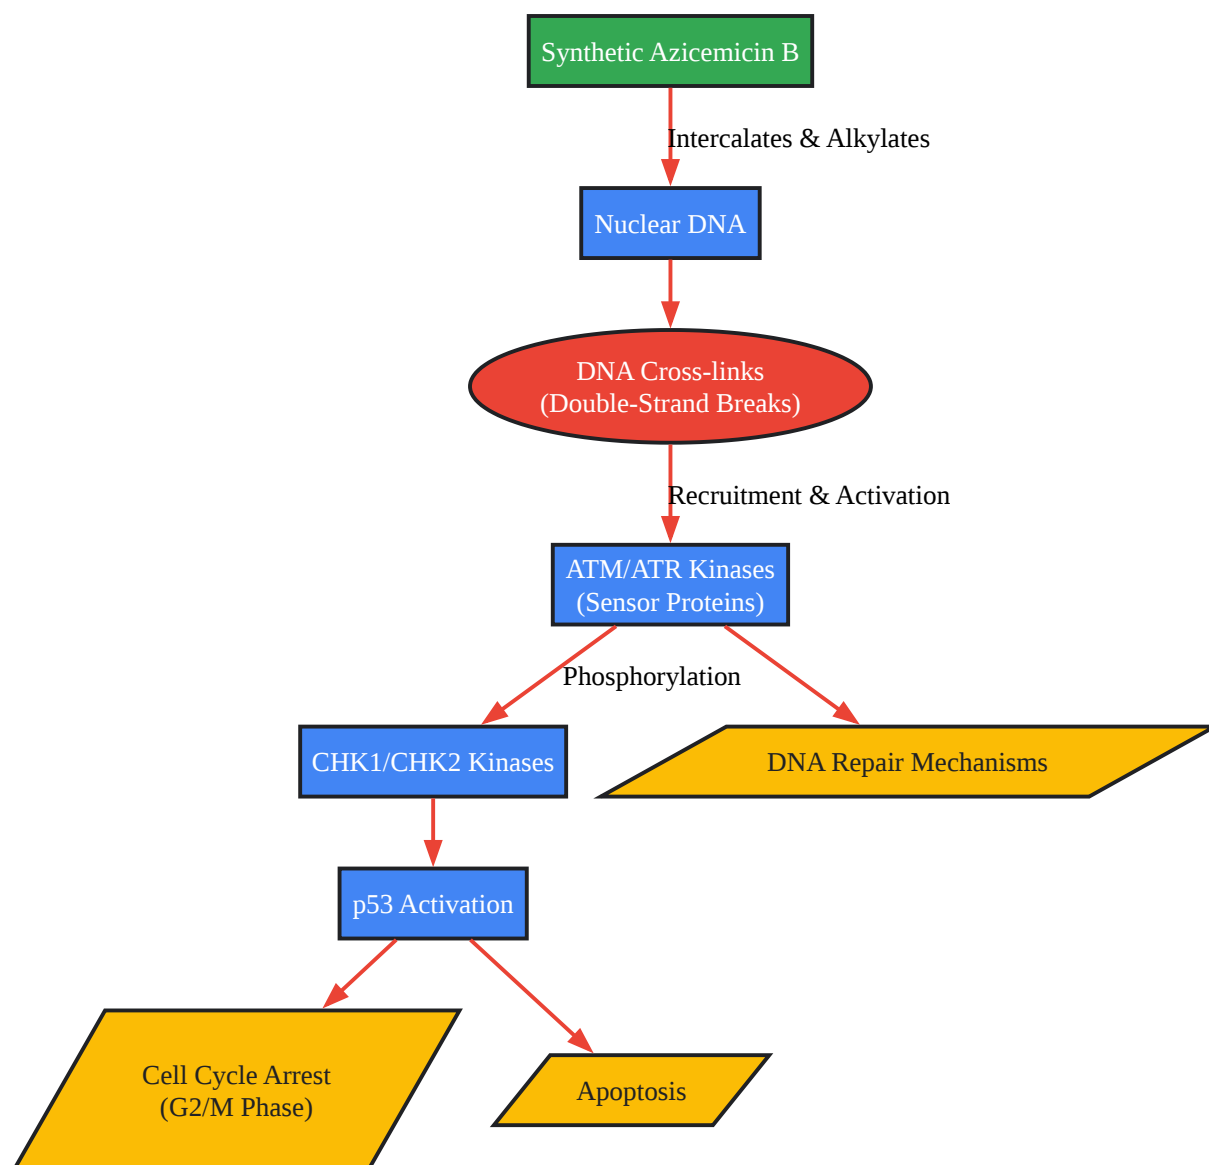 Synthetic Azicemicin B
Intercalates & Alkylates
Nuclear DNA
DNA Cross-links
(Double-Strand Breaks)
Recruitment & Activation
ATM/ATR Kinases
(Sensor Proteins)
Phosphorylation
CHK1/CHK2 Kinases
DNA Repair Mechanisms
p53 Activation
Cell Cycle Arrest
(G2/M Phase)
Apoptosis